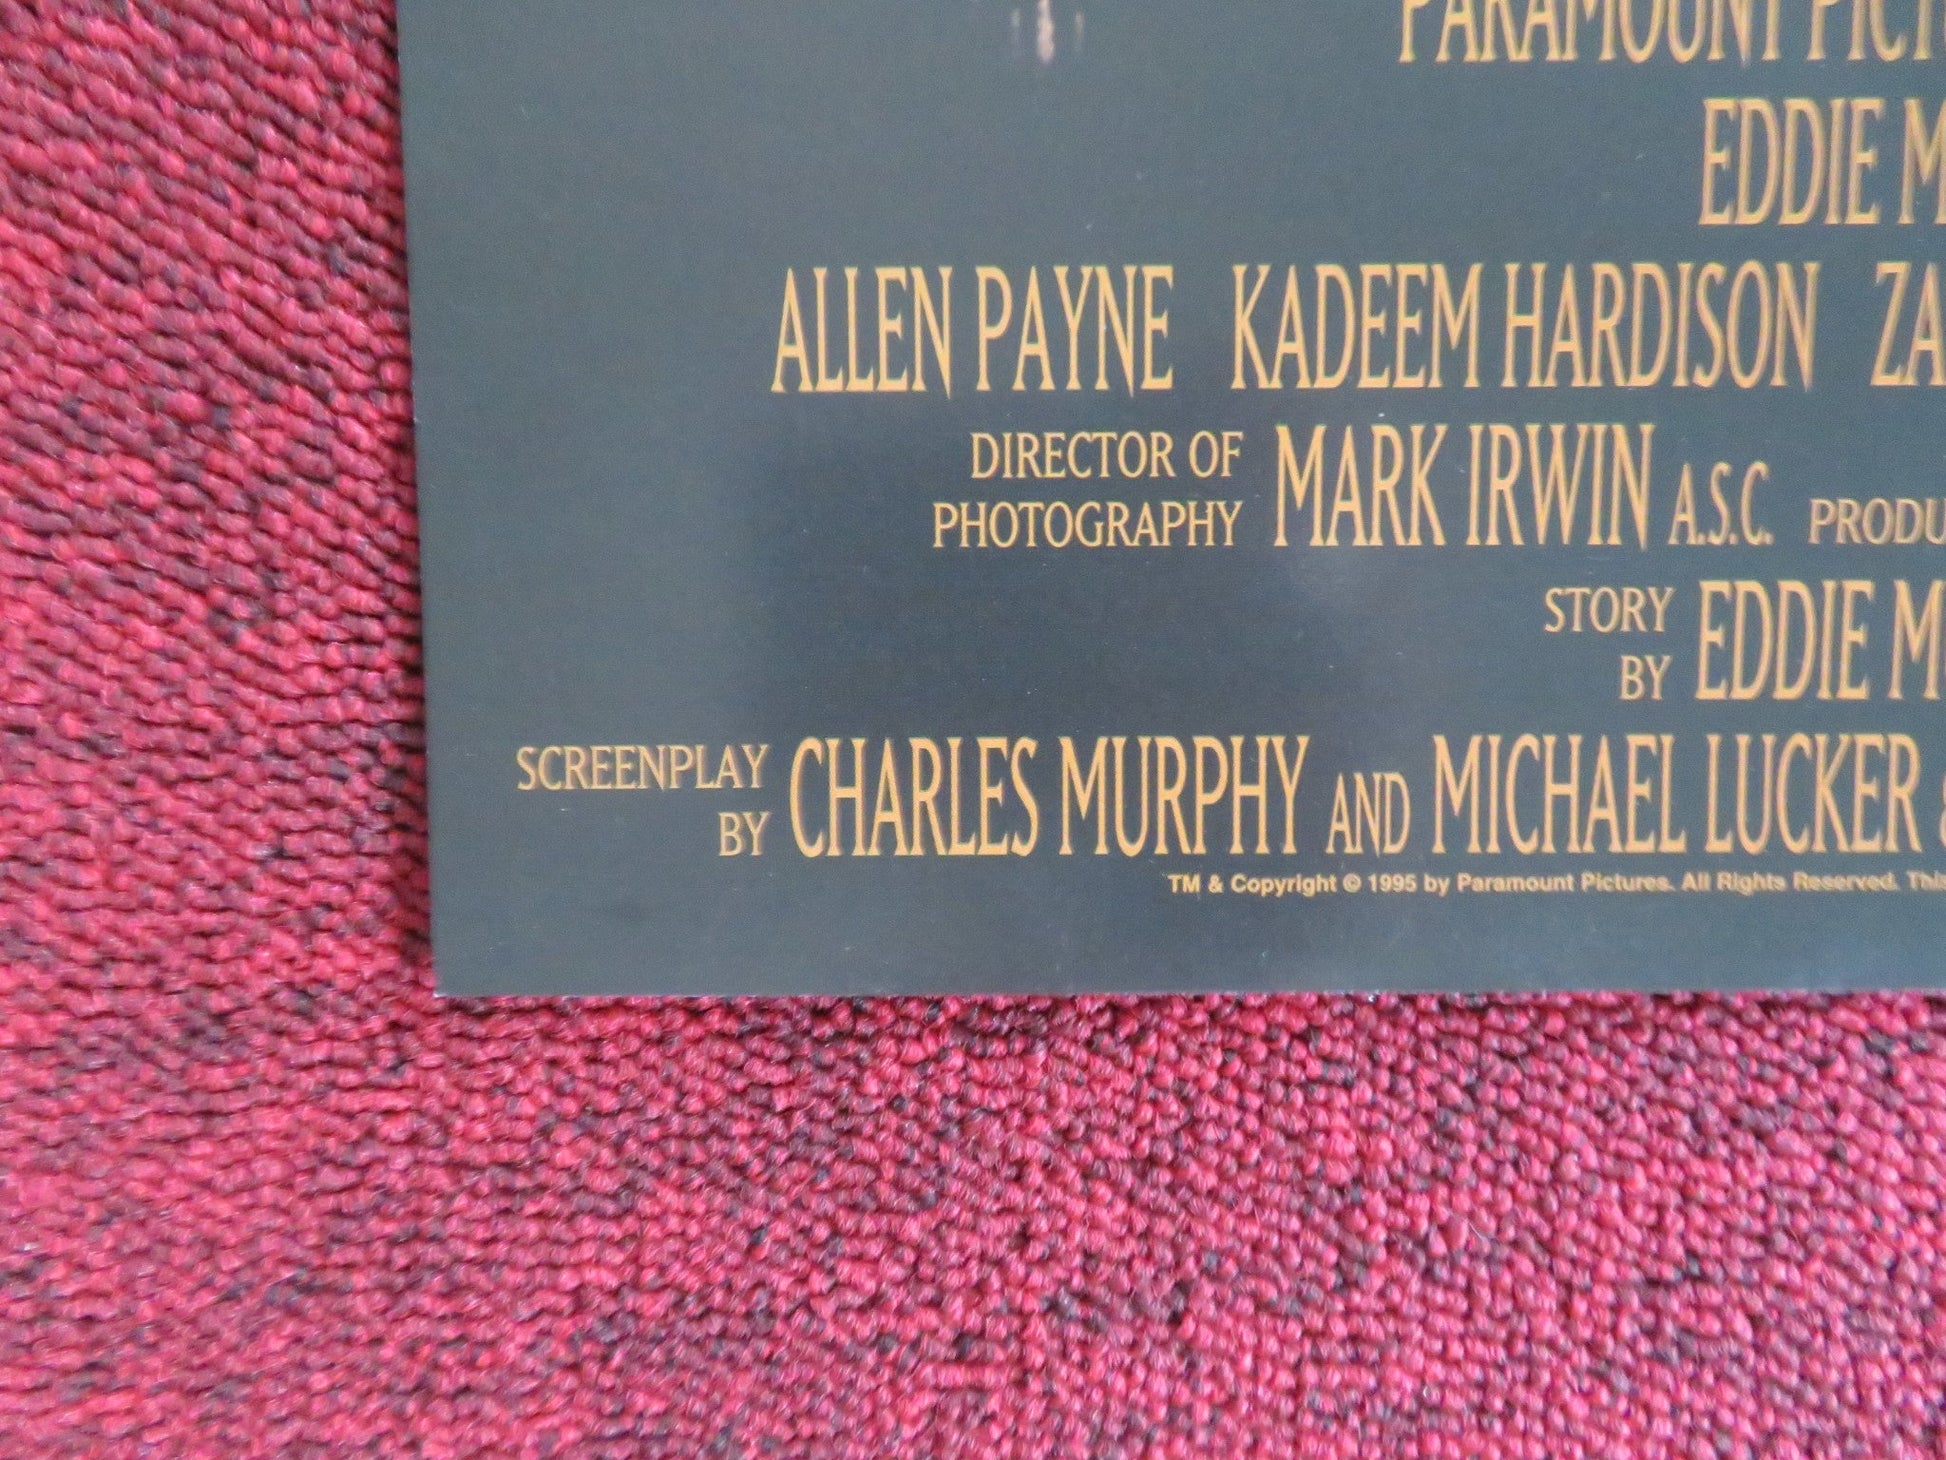 PARAMOUNT PICT
EDDIE M
ALLEN PAYNE KADEEM HARDISON ZA
DIRECTOR OF PHOTOGRAPHY MARK IRWIN A.S.C. PRODU
STORY BY EDDIE M
SCREENPLAY BY CHARLES MURPHY AND MICHAEL LUCKER &
TM & Copyright © 1995 by Paramount Pictures. All Rights Reserved. This